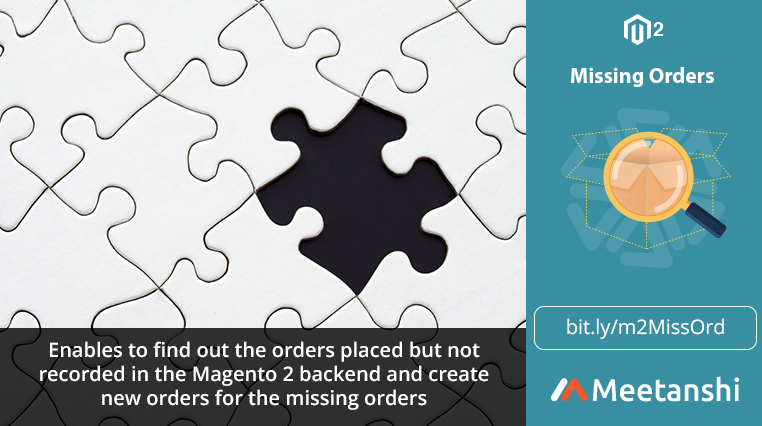 2
Missing Orders
bit.ly/m2MissOrd
Meetanshi
Enables to find out the orders placed but not
recorded in the Magento 2 backend and create
new orders for the missing orders